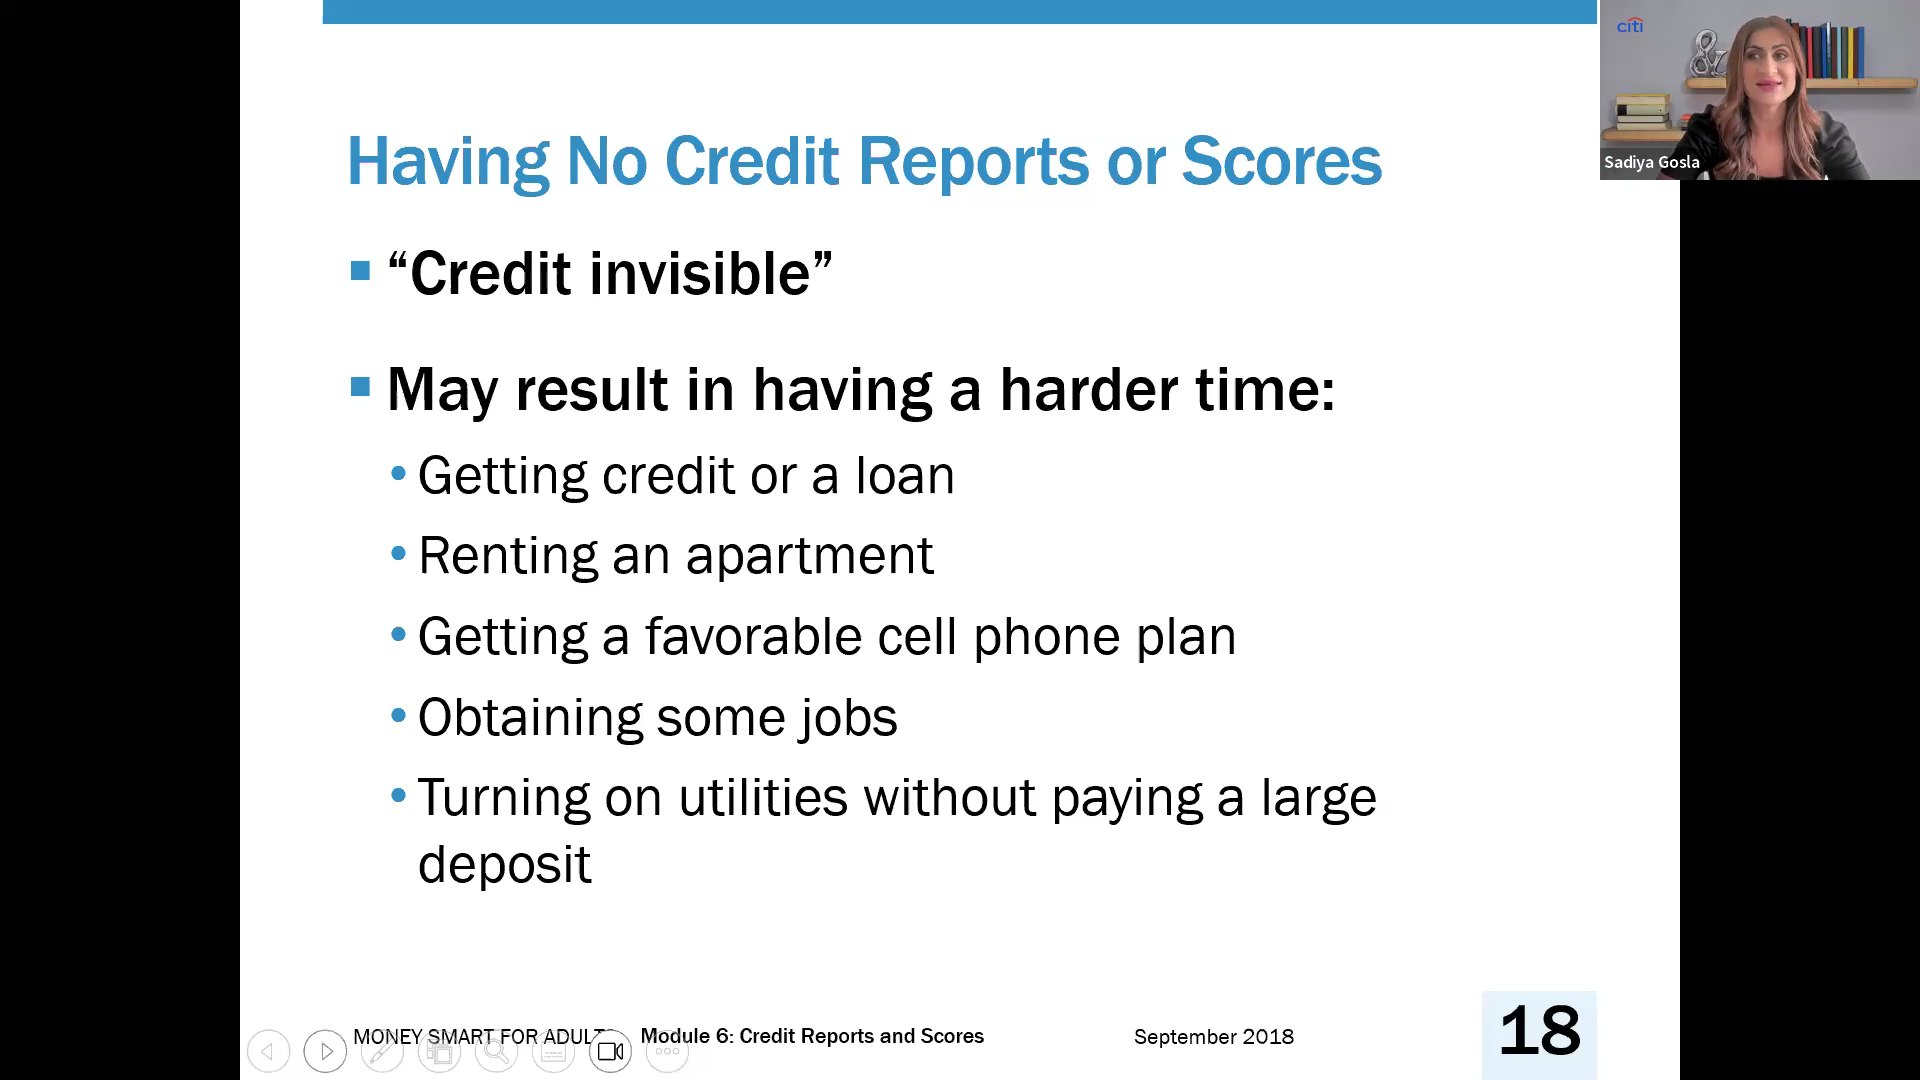 citi
Sadiya Gosla
Having No Credit Reports or Scores
“Credit invisible”
May result in having a harder time:
Getting credit or a loan
Renting an apartment
Getting a favorable cell phone plan
Obtaining some jobs
Turning on utilities without paying a large
deposit
MONEY SMART FOR ADULTS Module 6: Credit Reports and Scores September 2018 18